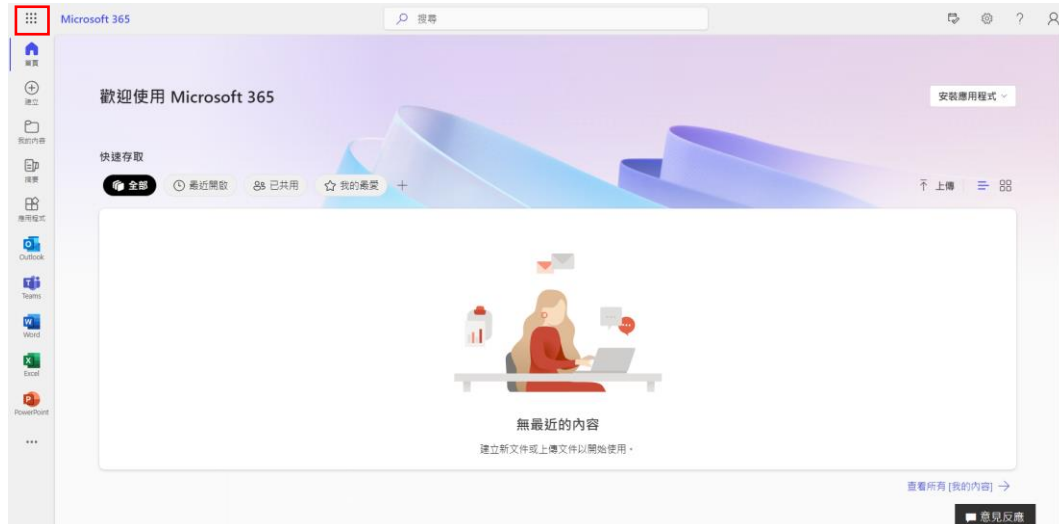 Microsoft 365
搜尋
?
首頁
建立
我的內容
摘要
應用程式
Outlook
Teams
Word
Excel
PowerPoint
歡迎使用 Microsoft 365
安裝應用程式
快速存取
全部
最近開啟
已共用
我的最愛
上傳
無最近的內容
建立新文件或上傳文件以開始使用。
查看所有 [我的內容] →
意見反應